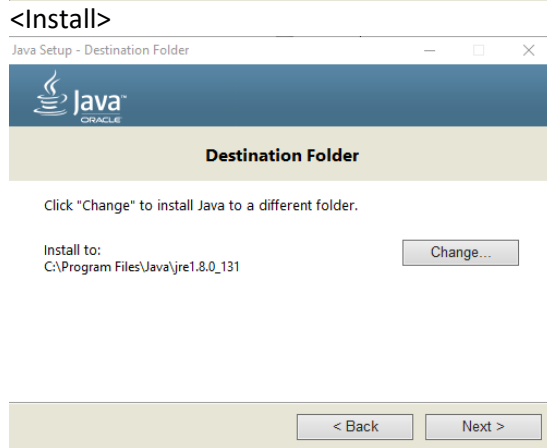 <Install>
Java Setup - Destination Folder
Java™
ORACLE
Destination Folder
Click "Change" to install Java to a different folder.
Install to:
C:\Program Files\Java\jre1.8.0_131
Change...
< Back
Next >